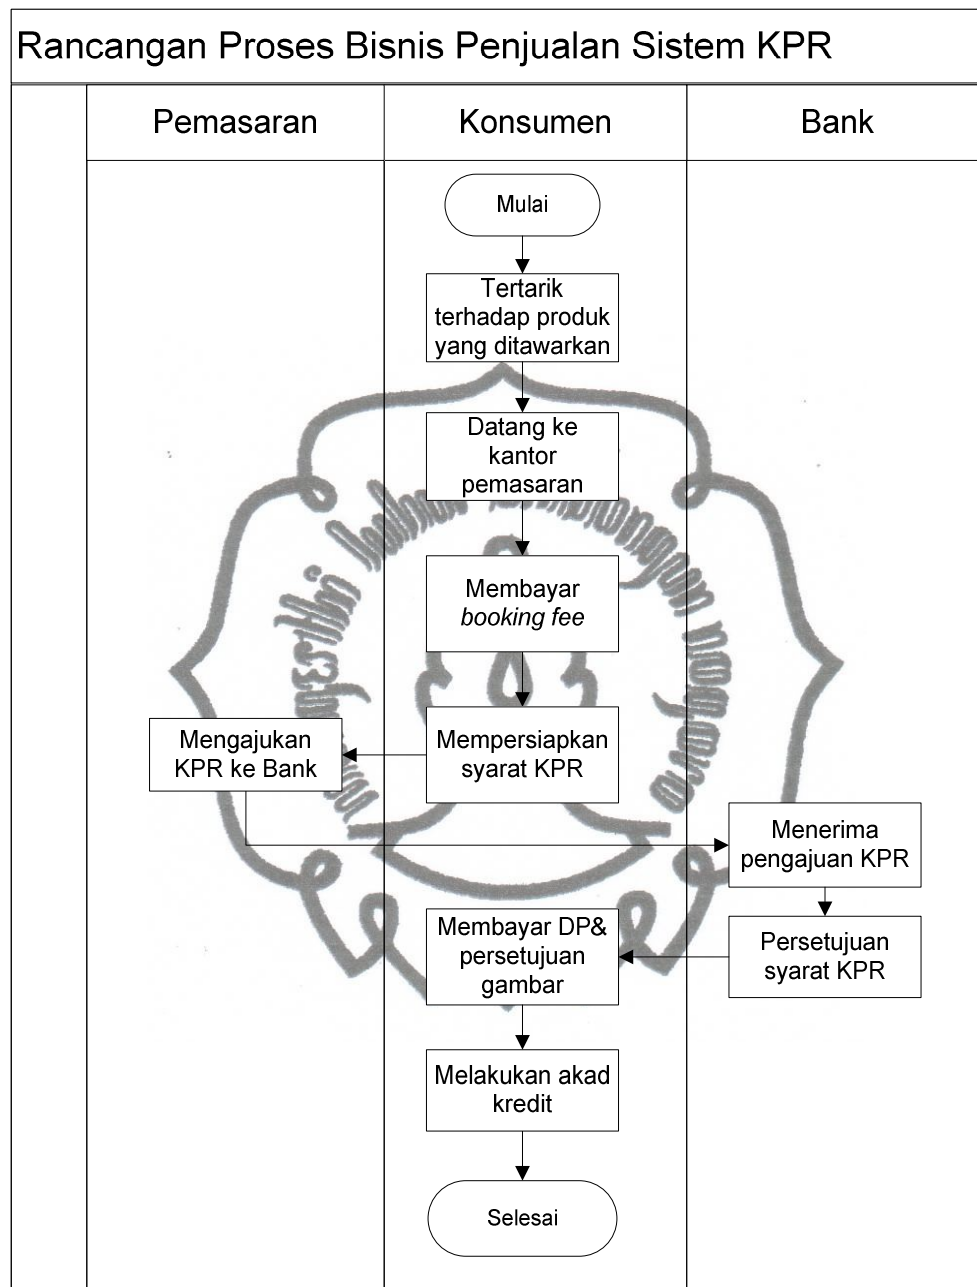 Rancangan Proses Bisnis Penjualan Sistem KPR
Pemasaran
Konsumen
Bank
Mulai
Tertarik
terhadap produk
yang ditawarkan
Datang ke
kantor
pemasaran
Membayar
booking fee
Mempersiapkan
syarat KPR
Mengajukan
KPR ke Bank
Menerima
pengajuan KPR
Persetujuan
syarat KPR
Membayar DP&
persetujuan
gambar
Melakukan akad
kredit
Selesai